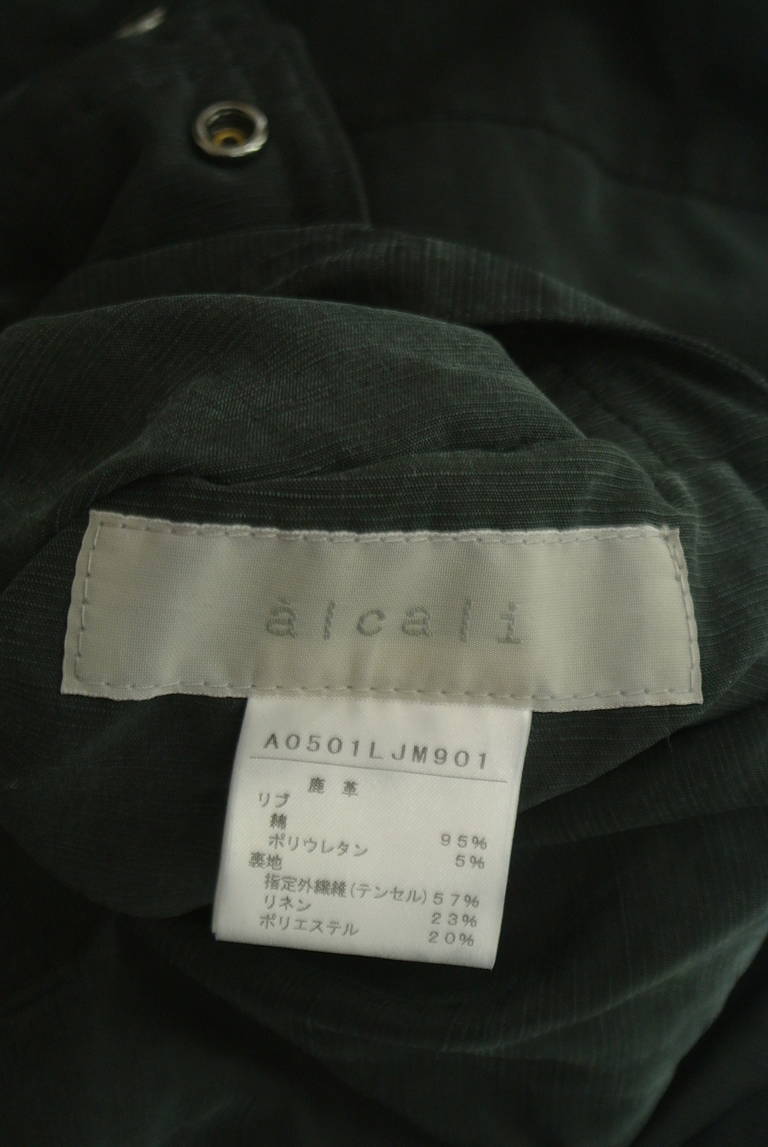 alcali
A0501LJM901
鹿革
リブ
綿 95%
ポリウレタン 5%
裏地
指定外繊維(テンセル)57%
リネン 23%
ポリエステル 20%